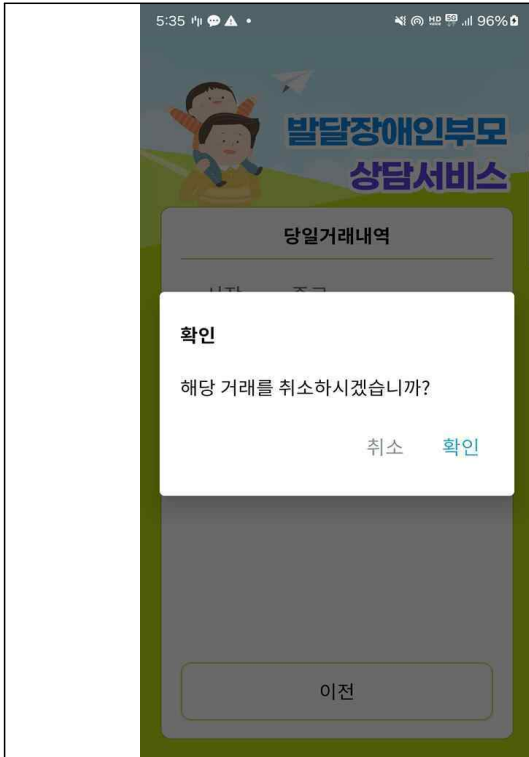 5:35
96%
발달장애인부모
상담서비스
당일거래내역
확인
해당 거래를 취소하시겠습니까?
취소 확인
이전